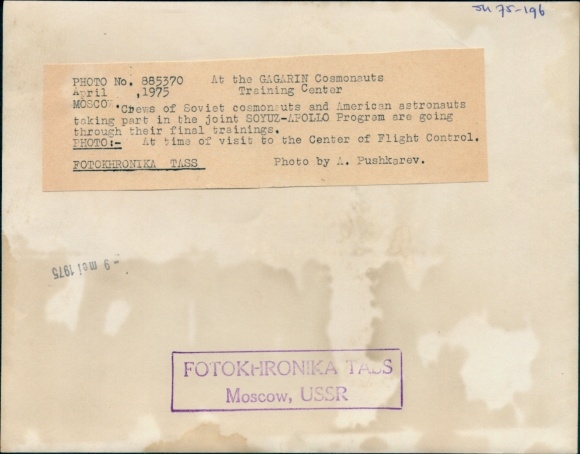 JU 75-196
PHOTO No. 885370 At the GAGARIN Cosmonauts
April ,1975 Training Center
MOSCOW. Crews of Soviet cosmonauts and American astronauts
taking part in the joint SOYUZ-APOLLO Program are going
through their final trainings.
PHOTO:- At time of visit to the Center of Flight Control.
FOTOKHRONIKA TASS Photo by A. Pushkarev.
- 9 mei 1975
FOTOKHRONIKA TASS
Moscow, USSR